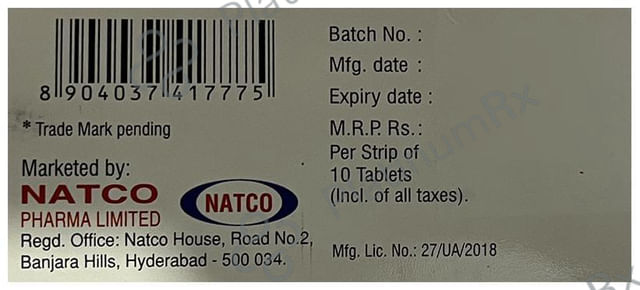 8 904037 417775
* Trade Mark pending
Marketed by:
NATCO
PHARMA LIMITED
NATCO
Regd. Office: Natco House, Road No.2,
Banjara Hills, Hyderabad - 500 034.
Batch No. :
Mfg. date :
Expiry date :
M.R.P. Rs.:
Per Strip of
10 Tablets
(Incl. of all taxes).
Mfg. Lic. No.: 27/UA/2018